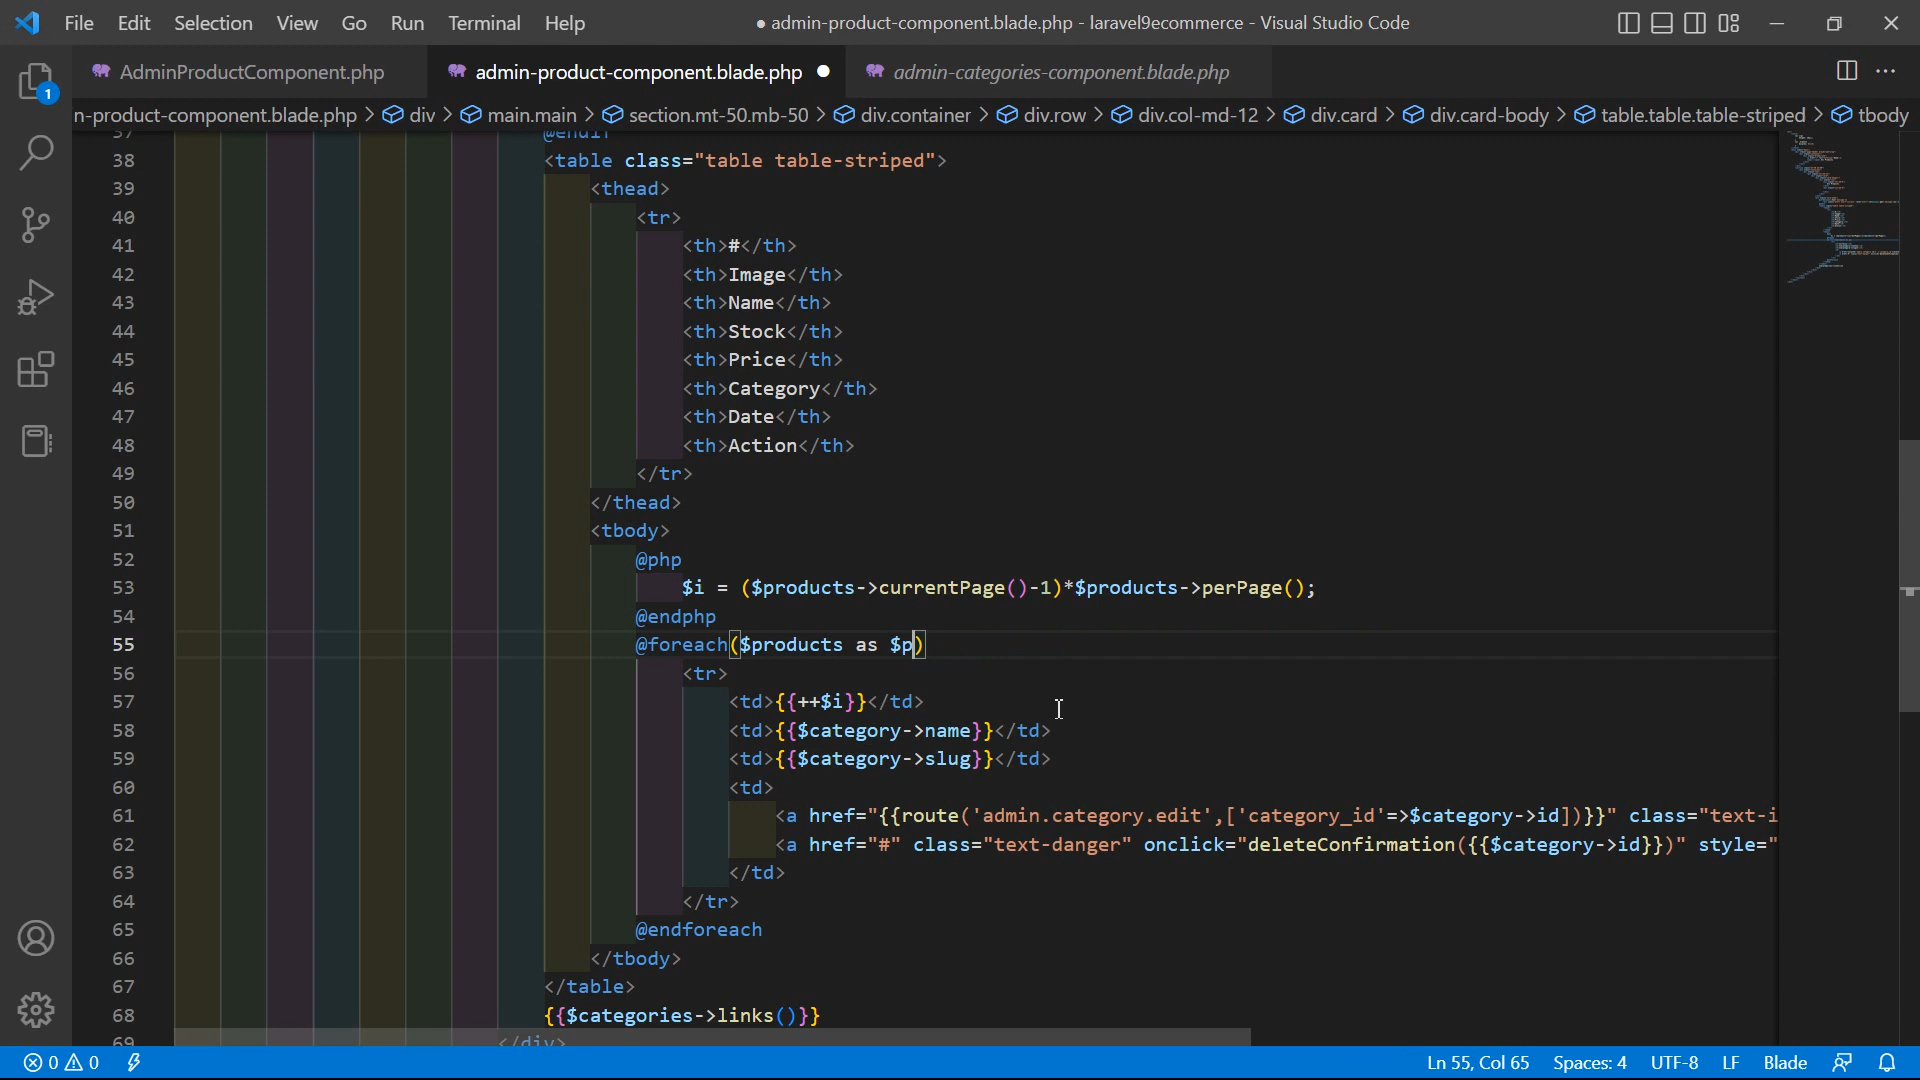 File Edit Selection View Go Run Terminal Help ● admin-product-component.blade.php - laravel9ecommerce - Visual Studio Code
AdminProductComponent.php admin-product-component.blade.php ● admin-categories-component.blade.php
1
n-product-component.blade.php > div > main.main > section.mt-50.mb-50 > div.container > div.row > div.col-md-12 > div.card > div.card-body > table.table.table-striped > tbody
37 @endif
38 <table class="table table-striped">
39 <thead>
40 <tr>
41 <th>#</th>
42 <th>Image</th>
43 <th>Name</th>
44 <th>Stock</th>
45 <th>Price</th>
46 <th>Category</th>
47 <th>Date</th>
48 <th>Action</th>
49 </tr>
50 </thead>
51 <tbody>
52 @php
53 $i = ($products->currentPage()-1)*$products->perPage();
54 @endphp
55 @foreach($products as $p)
56 <tr>
57 <td>{{++$i}}</td>
58 <td>{{$category->name}}</td>
59 <td>{{$category->slug}}</td>
60 <td>
61 <a href="{{route('admin.category.edit',['category_id'=>$category->id])}}" class="text-i
62 <a href="#" class="text-danger" onclick="deleteConfirmation({{$category->id}})" style="
63 </td>
64 </tr>
65 @endforeach
66 </tbody>
67 </table>
68 {{$categories->links()}}
69 </div>
0 0 Ln 55, Col 65 Spaces: 4 UTF-8 LF Blade